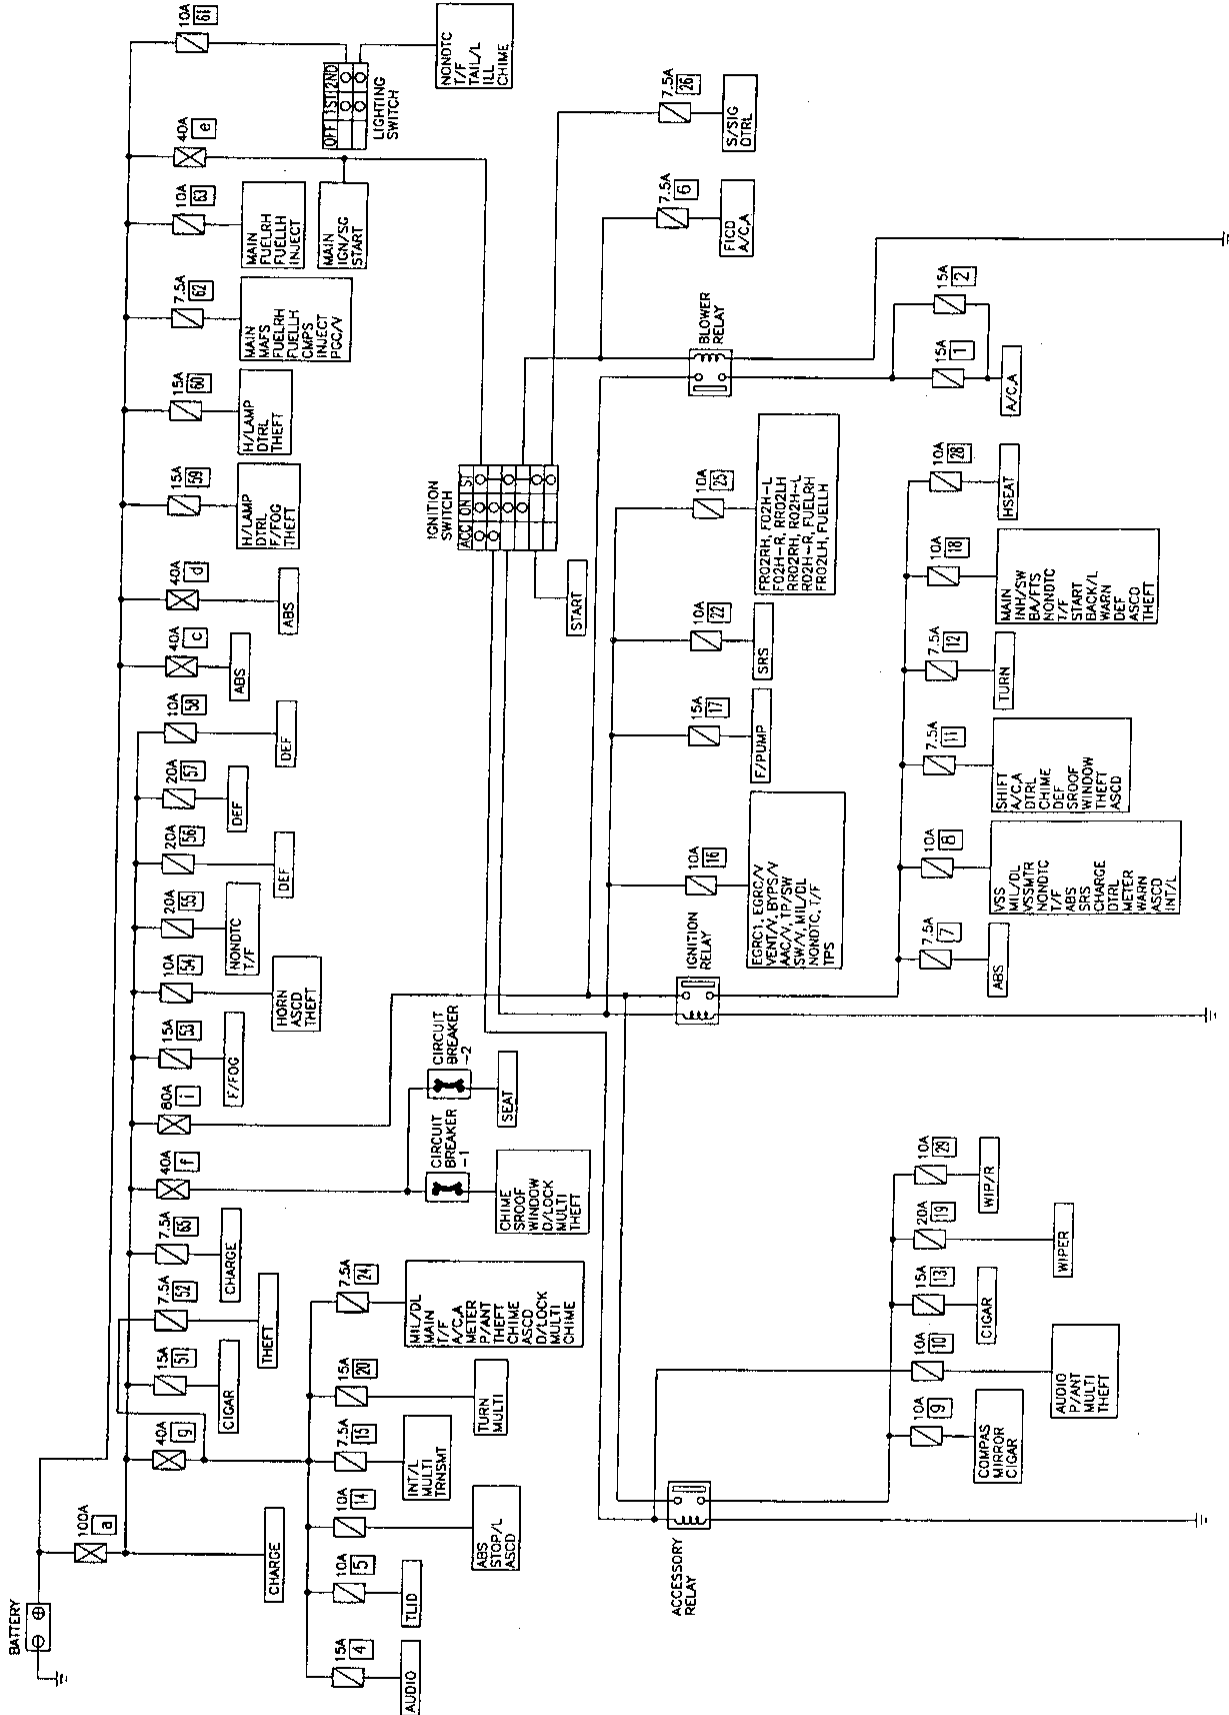 BATTERY
100A
a
CHARGE
15A
4
AUDIO
10A
5
TLID
10A
14
ABS
STOP/L
ASCD
7.5A
15
INT/L
MULTI
TRNSMT
15A
20
TURN
MULTI
7.5A
24
MIL/DL
MAIN
T/F
A/C,A
METER
P/ANT
THEFT
CHIME
ASCD
D/LOCK
MULTI
CHIME
40A
g
15A
51
CIGAR
7.5A
52
THEFT
7.5A
65
CHARGE
40A
f
CIRCUIT
BREAKER
-1
CHIME
SROOF
WINDOW
D/LOCK
MULTI
THEFT
CIRCUIT
BREAKER
-2
SEAT
80A
i
15A
53
F/FOG
10A
54
HORN
ASCD
THEFT
20A
55
NONDTC
T/F
20A
56
DEF
20A
57
DEF
10A
58
DEF
40A
c
ABS
40A
d
ABS
15A
59
H/LAMP
DTRL
F/FOG
THEFT
15A
60
H/LAMP
DTRL
THEFT
7.5A
62
MAIN
MAFS
FUELRH
FUELLH
CMPS
INJECT
PGC/V
10A
63
MAIN
FUELRH
FUELLH
INJECT
40A
e
MAIN
IGN/SG
START
10A
61
OFF 1ST 2ND
LIGHTING
SWITCH
NONDTC
T/F
TAIL/L
ILL
CHIME
IGNITION
SWITCH
ACC ON ST
START
7.5A
6
FICD
A/C,A
7.5A
26
S/SIG
DTRL
ACCESSORY
RELAY
IGNITION
RELAY
10A
16
EGRC1, EGRC/V
VENT/V, BYPS/V
AAC/V, TP/SW
SW/V, MIL/DL
NONDTC, T/F
TPS
15A
17
F/PUMP
10A
22
SRS
10A
25
FRO2RH, FO2H-L
FO2H-R, RRO2LH
RRO2RH, RO2H-L
RO2H-R, FUELRH
FRO2LH, FUELLH
BLOWER
RELAY
15A
1
15A
2
A/C,A
10A
9
COMPAS
MIRROR
CIGAR
10A
10
AUDIO
P/ANT
MULTI
THEFT
15A
13
CIGAR
20A
19
WIPER
10A
29
WIP/R
7.5A
7
ABS
10A
8
VSS
MIL/DL
VSSMTR
NONDTC
T/F
ABS
SRS
CHARGE
DTRL
METER
WARN
ASCD
INT/L
7.5A
11
SHIFT
A/C,A
DTRL
CHIME
DEF
SROOF
WINDOW
THEFT
ASCD
7.5A
12
TURN
10A
18
MAIN
INH/SW
BA/FTS
NONDTC
T/F
START
BACK/L
WARN
DEF
ASCD
THEFT
10A
28
HSEAT